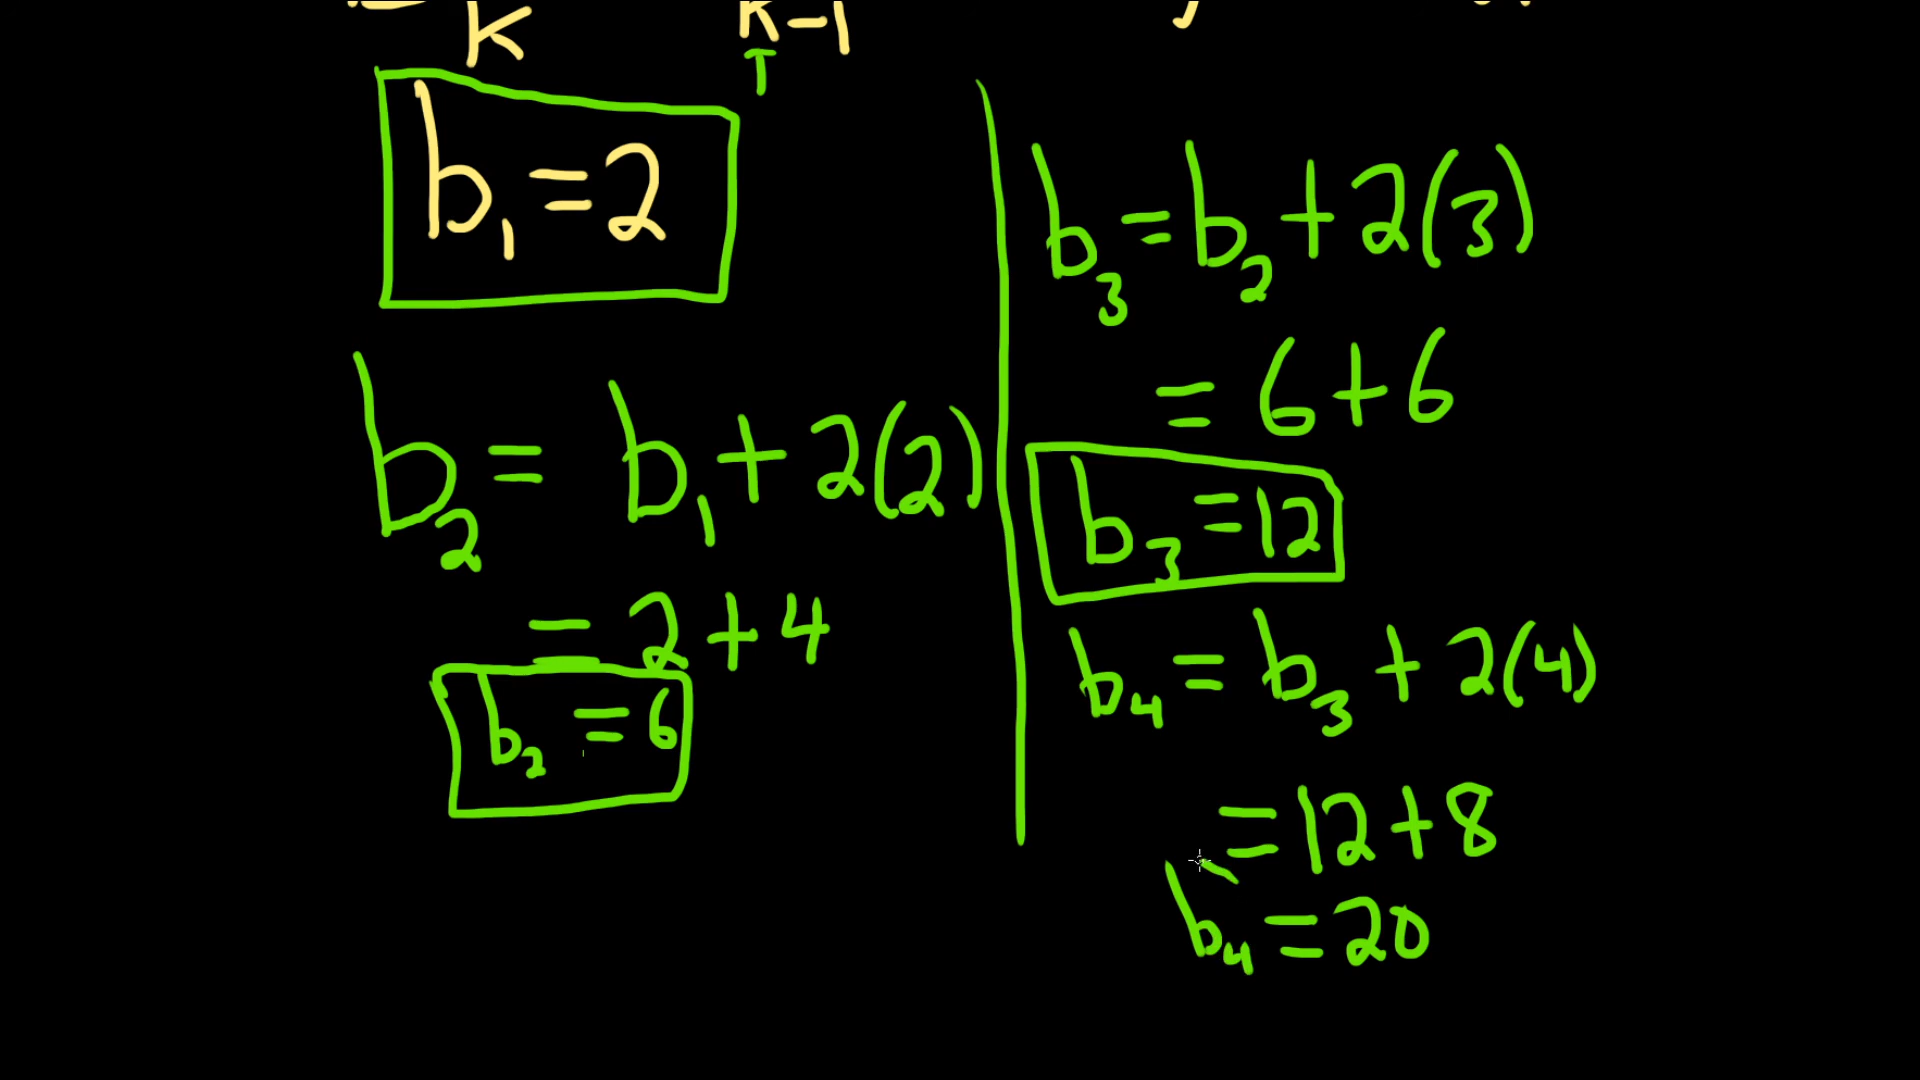 k k-1
b₁=2
b₂= b₁+2(2)
= 2+4
b₂ = 6
b₃=b₂+2(3)
= 6+6
b₃=12
b₄ = b₃ + 2(4)
=12+8
b₄=20